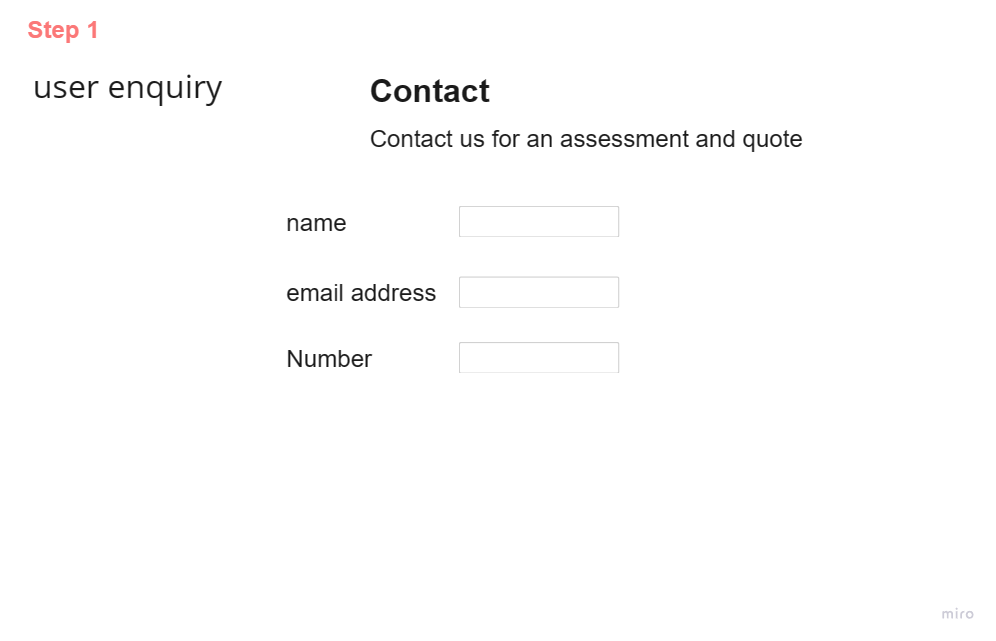 Step 1
user enquiry
Contact
Contact us for an assessment and quote
name
email address
Number
miro